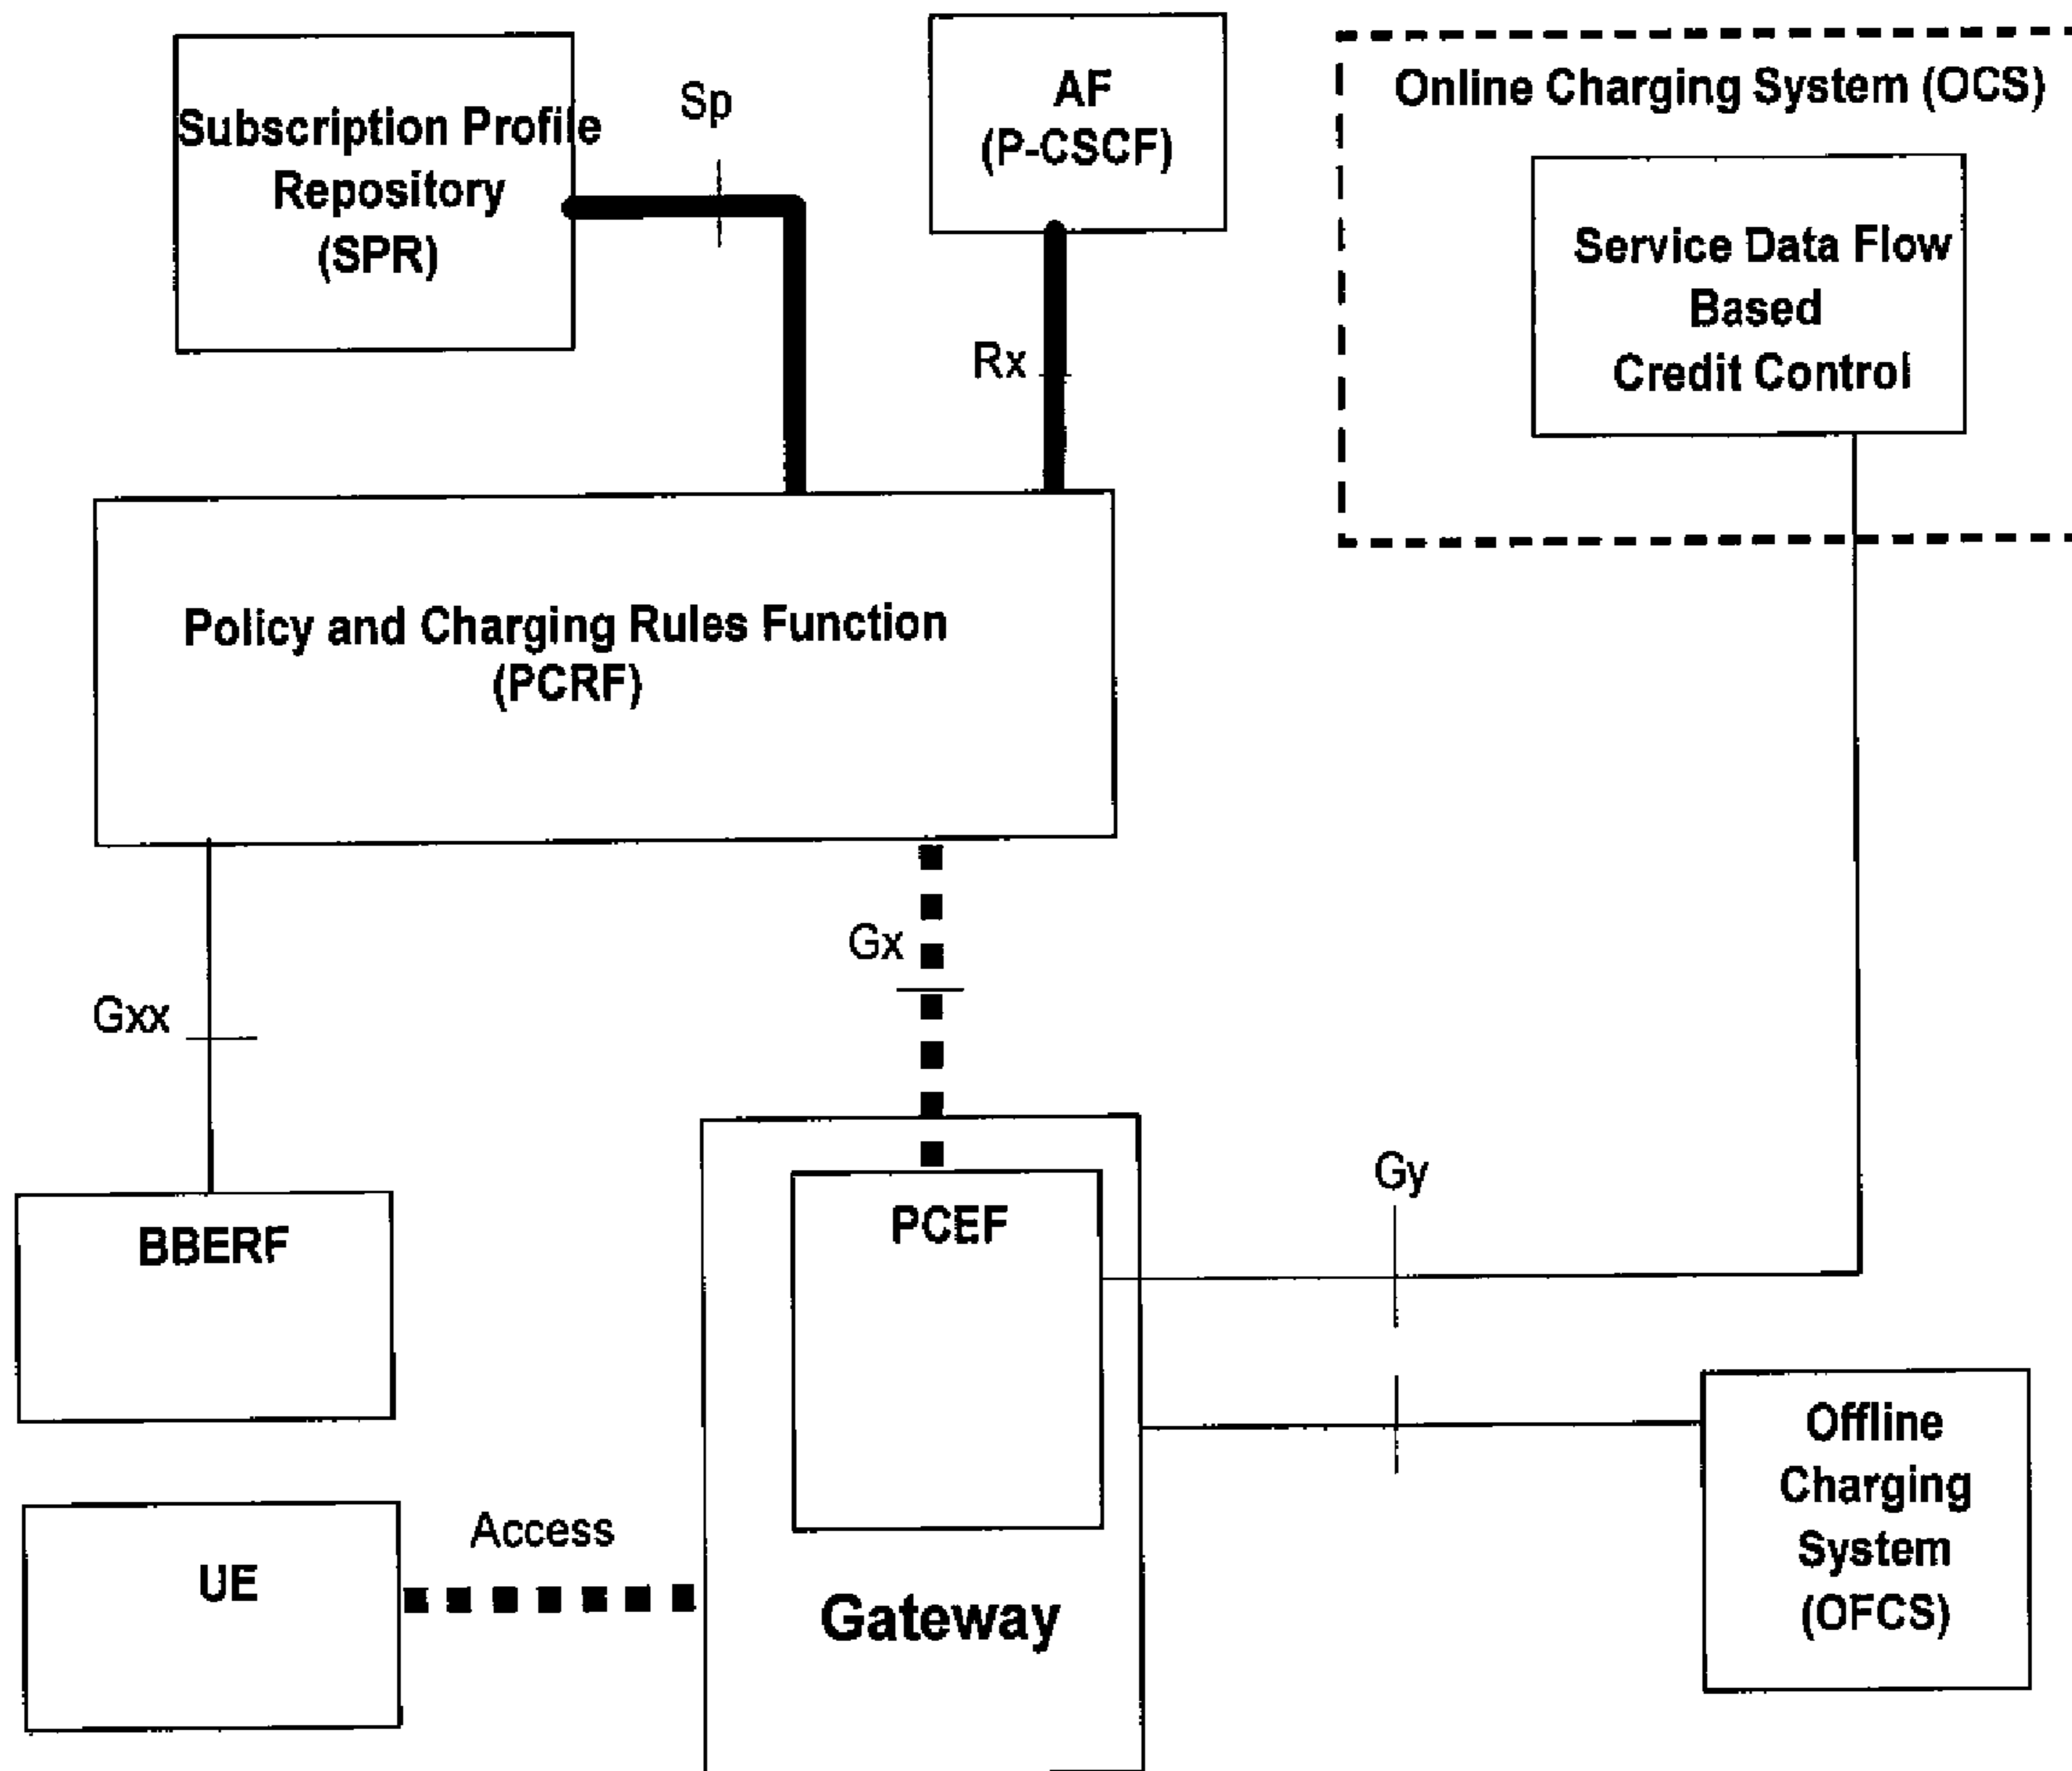 Subscription Profile
Repository
(SPR)
Sp
AF
(P-CSCF)
Online Charging System (OCS)
Service Data Flow
Based
Credit Control
Rx
Policy and Charging Rules Function
(PCRF)
Gx
Gxx
BBERF
PCEF
Gy
UE
Access
Gateway
Offline
Charging
System
(OFCS)